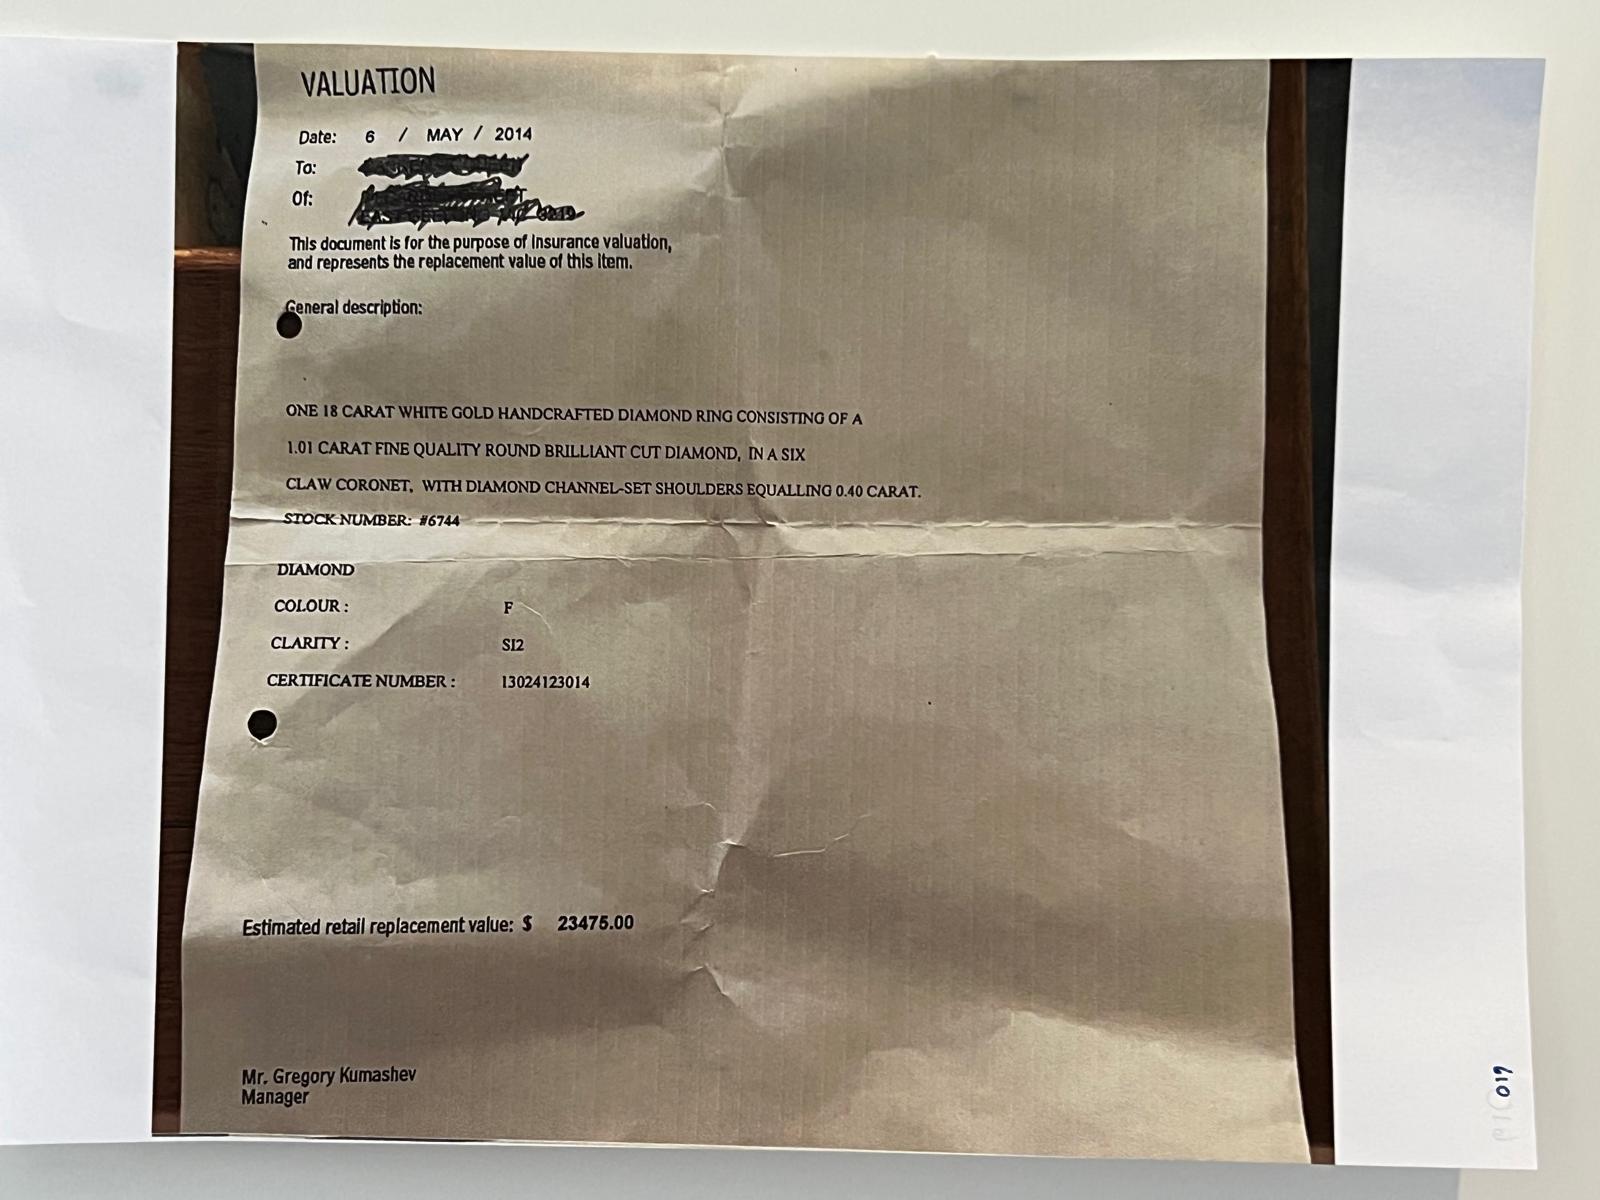 VALUATION
Date: 6 / MAY / 2014
To:
Of:
This document is for the purpose of insurance valuation,
and represents the replacement value of this item.
General description:
ONE 18 CARAT WHITE GOLD HANDCRAFTED DIAMOND RING CONSISTING OF A
1.01 CARAT FINE QUALITY ROUND BRILLIANT CUT DIAMOND, IN A SIX
CLAW CORONET, WITH DIAMOND CHANNEL-SET SHOULDERS EQUALLING 0.40 CARAT.
STOCK NUMBER: #6744
DIAMOND
COLOUR : F
CLARITY : SI2
CERTIFICATE NUMBER : 13024123014
Estimated retail replacement value: $ 23475.00
Mr. Gregory Kumashev
Manager